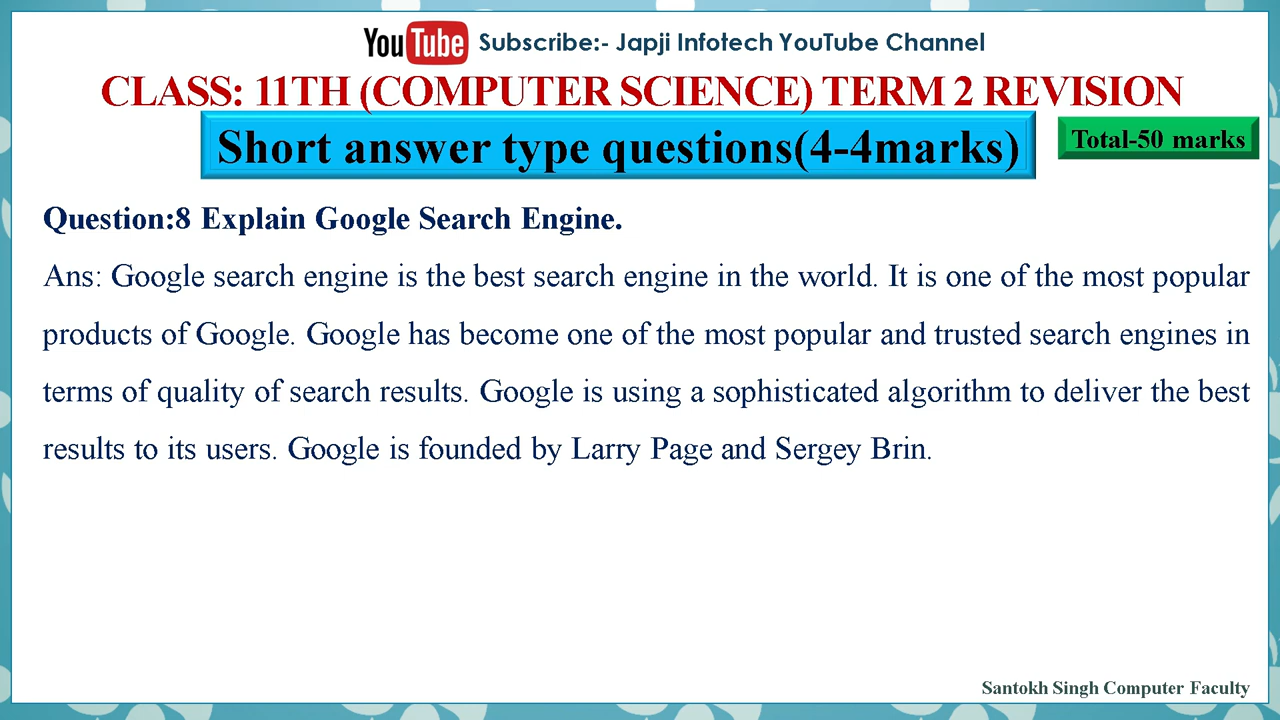 YouTube Subscribe:- Japji Infotech YouTube Channel
CLASS: 11TH (COMPUTER SCIENCE) TERM 2 REVISION
Short answer type questions(4-4marks)
Total-50 marks
Question:8 Explain Google Search Engine.
Ans: Google search engine is the best search engine in the world. It is one of the most popular
products of Google. Google has become one of the most popular and trusted search engines in
terms of quality of search results. Google is using a sophisticated algorithm to deliver the best
results to its users. Google is founded by Larry Page and Sergey Brin.
Santokh Singh Computer Faculty